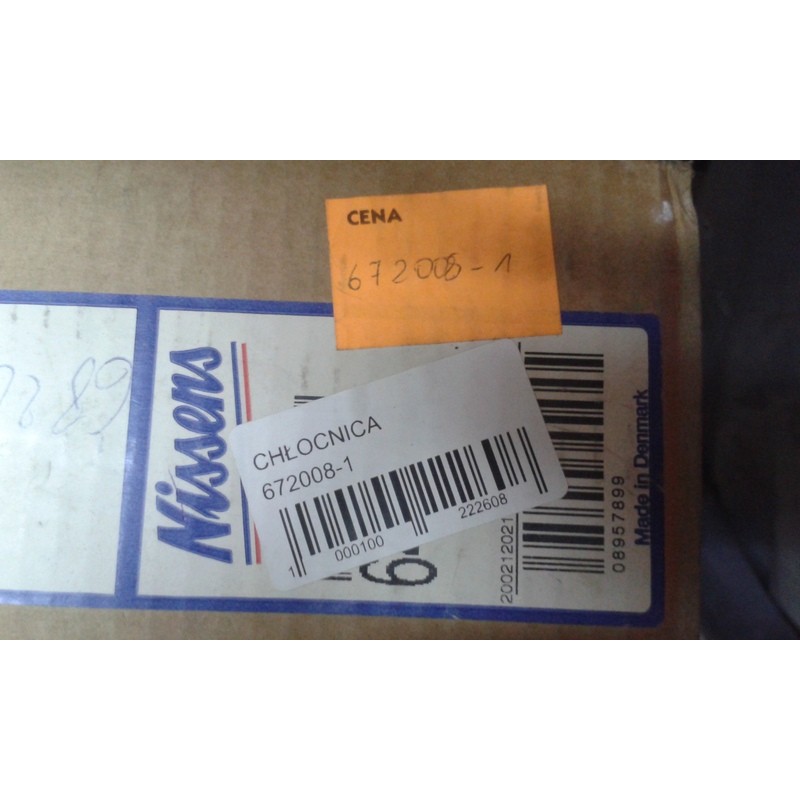 CENA
672008-1
Nissens
CHŁOCNICA
672008-1
1 000100 222608
200212021
08957899
Made in Denmark